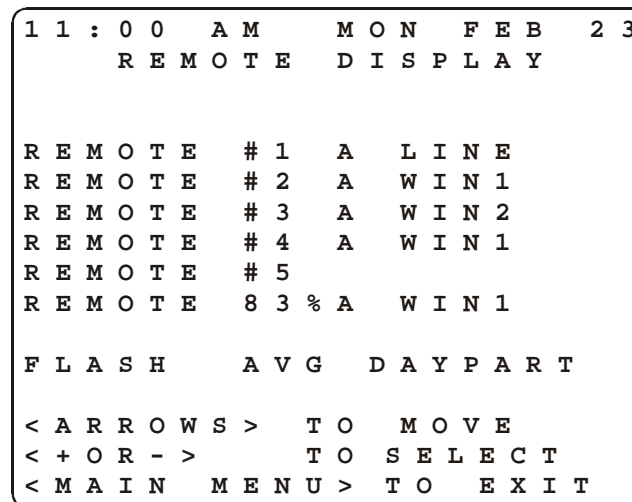 11:00 AM MON FEB 23
REMOTE DISPLAY
REMOTE #1 A LINE
REMOTE #2 A WIN1
REMOTE #3 A WIN2
REMOTE #4 A WIN1
REMOTE #5
REMOTE 83%A WIN1
FLASH AVG DAYPART
<ARROWS> TO MOVE
<+OR-> TO SELECT
<MAIN MENU> TO EXIT